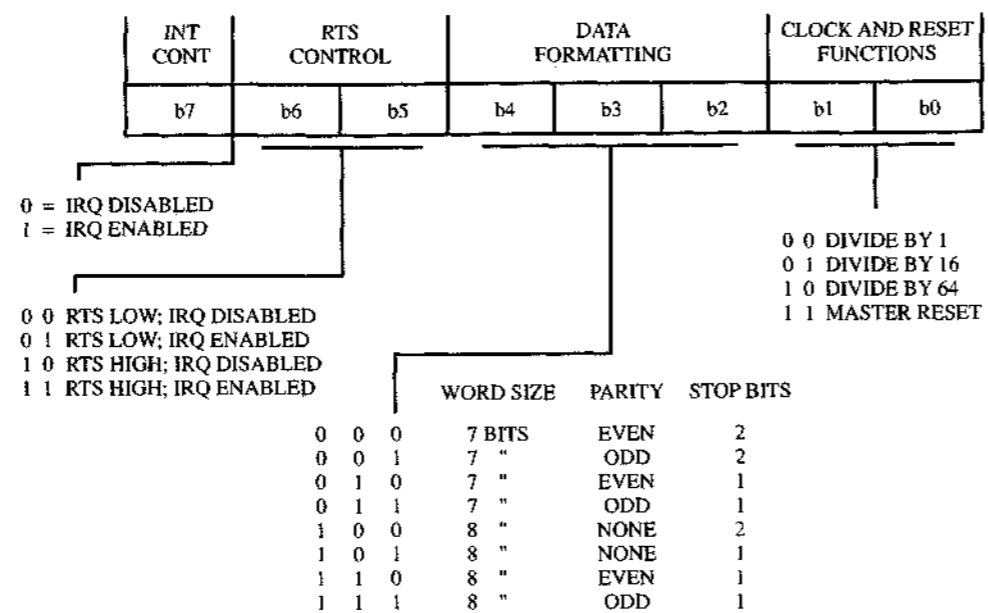 INT RTS DATA CLOCK AND RESET
CONT CONTROL FORMATTING FUNCTIONS
b7 b6 b5 b4 b3 b2 b1 b0
0 = IRQ DISABLED
1 = IRQ ENABLED
0 0 DIVIDE BY 1
0 1 DIVIDE BY 16
1 0 DIVIDE BY 64
1 1 MASTER RESET
0 0 RTS LOW; IRQ DISABLED
0 1 RTS LOW; IRQ ENABLED
1 0 RTS HIGH; IRQ DISABLED
1 1 RTS HIGH; IRQ ENABLED
WORD SIZE PARITY STOP BITS
0 0 0 7 BITS EVEN 2
0 0 1 7 " ODD 2
0 1 0 7 " EVEN 1
0 1 1 7 " ODD 1
1 0 0 8 " NONE 2
1 0 1 8 " NONE 1
1 1 0 8 " EVEN 1
1 1 1 8 " ODD 1